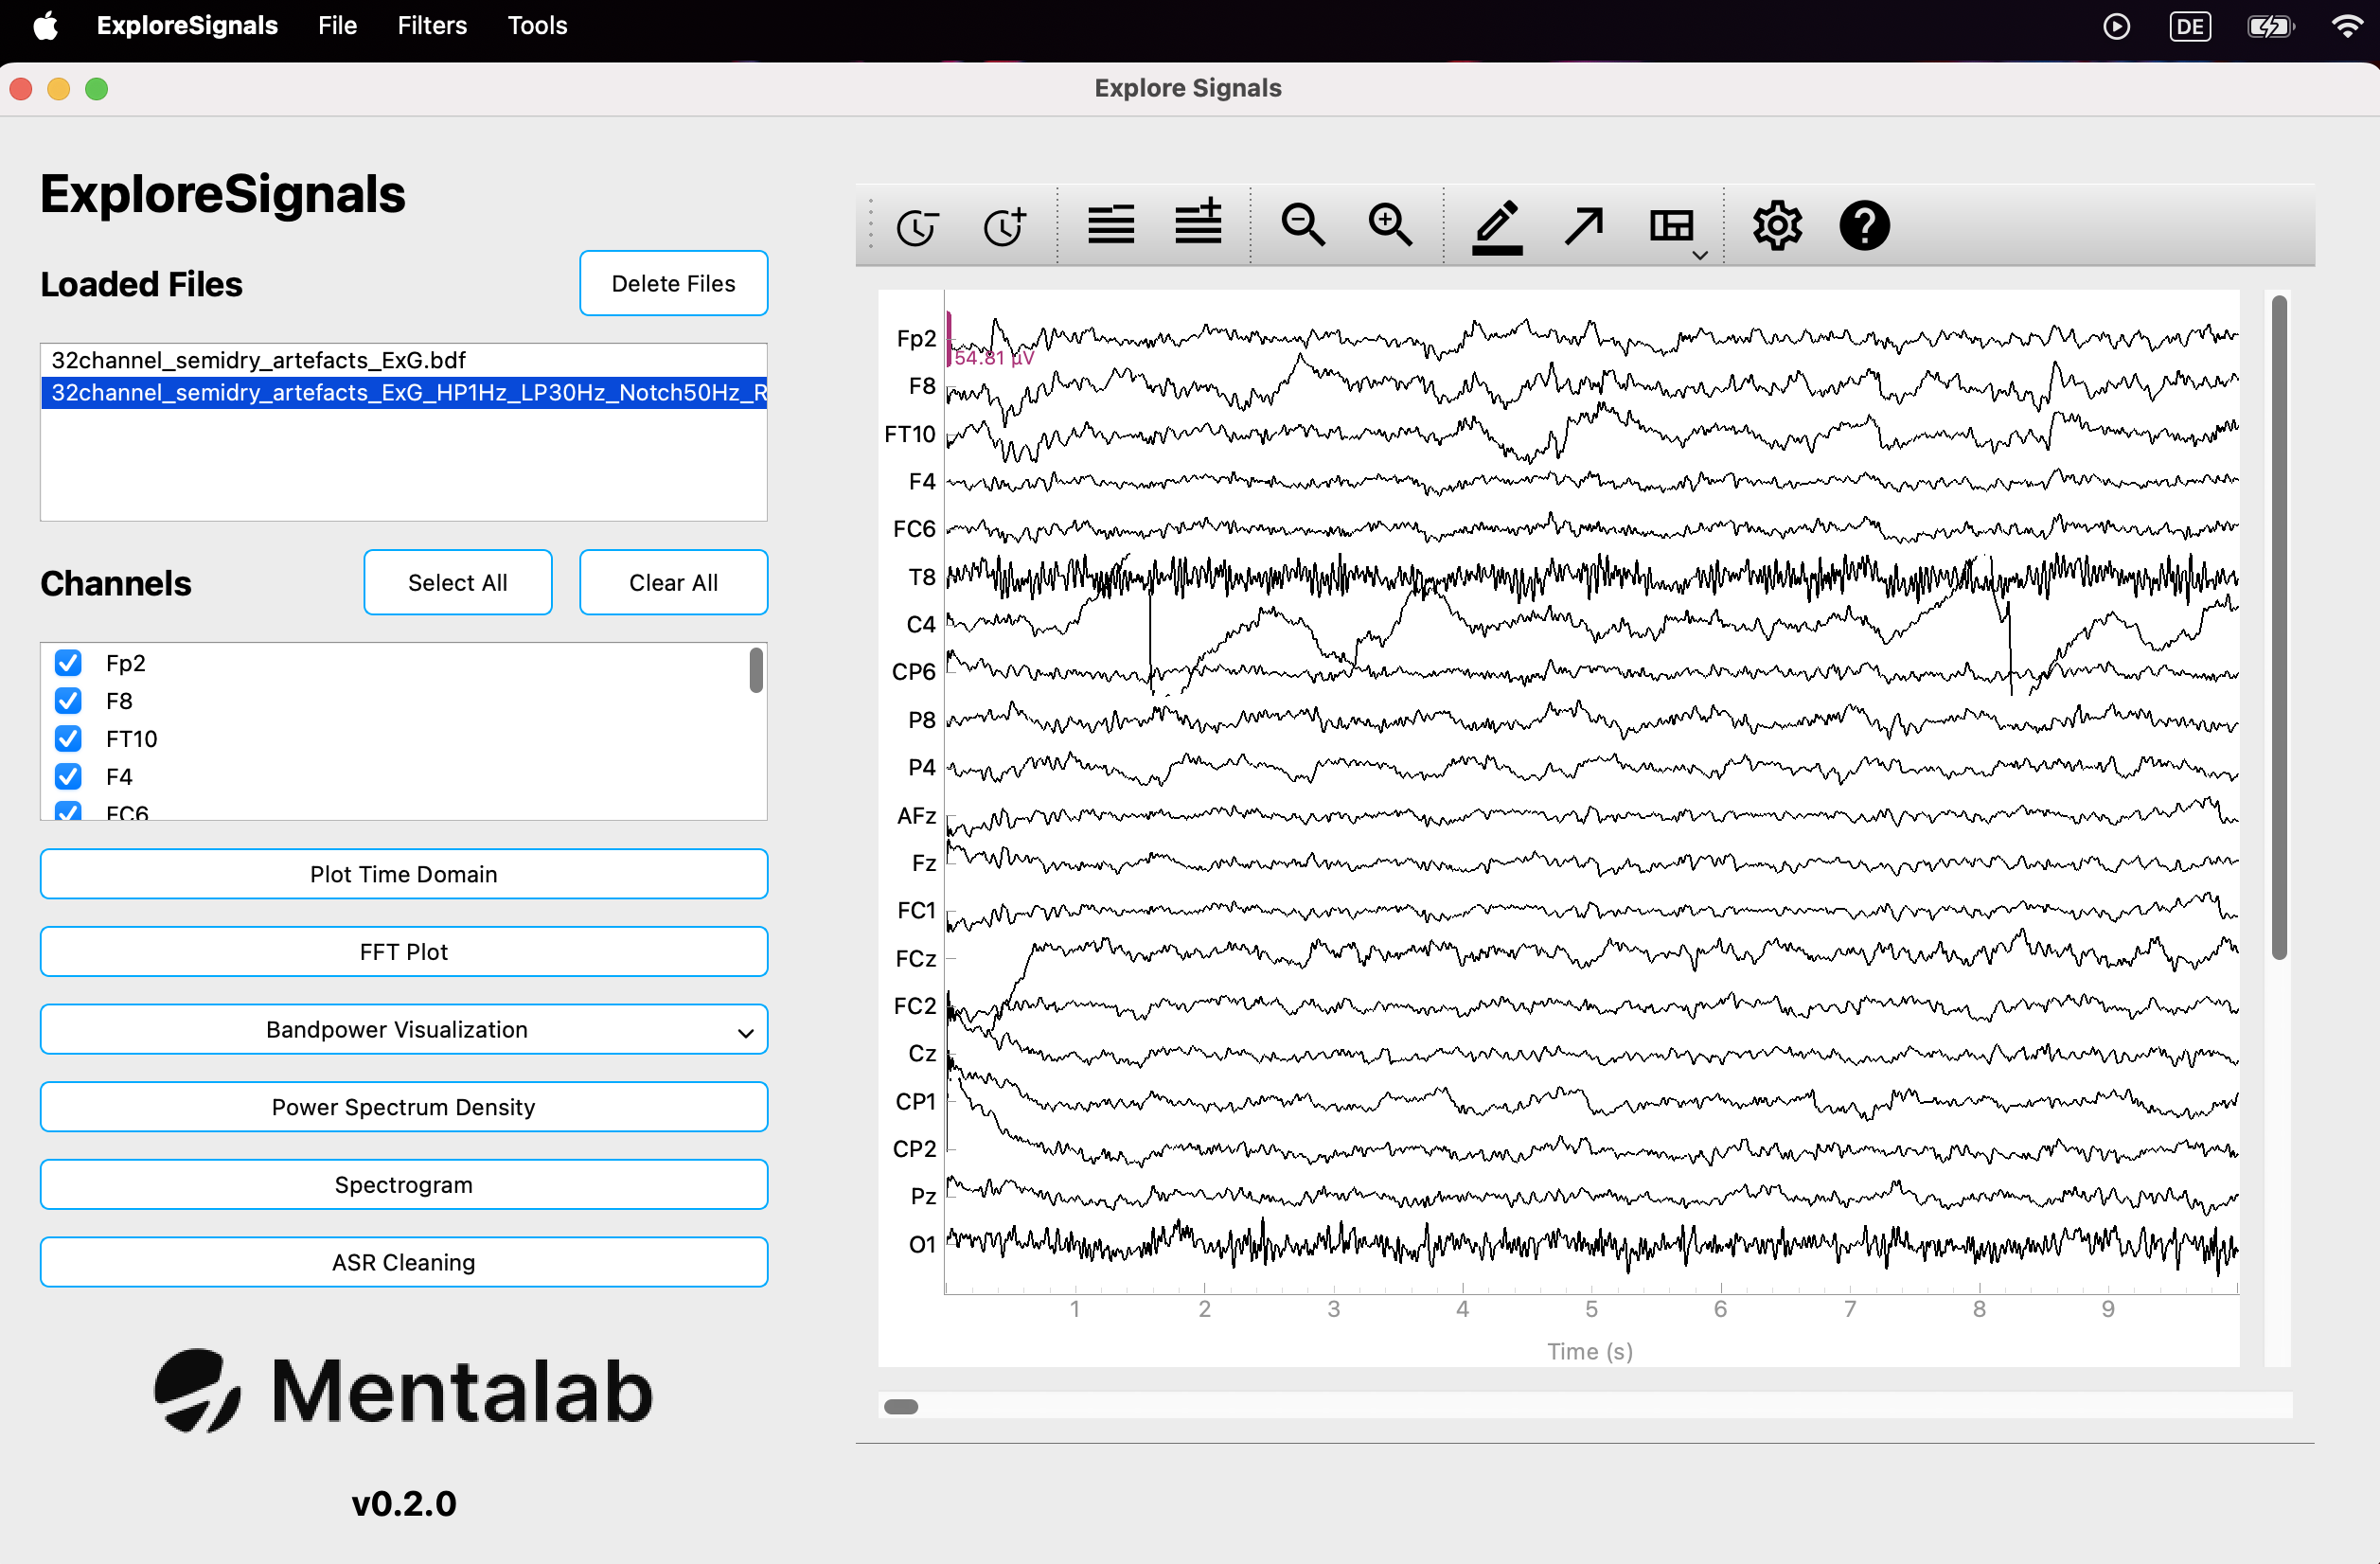 ExploreSignals File Filters Tools DE
Explore Signals
ExploreSignals
Loaded Files
Delete Files
32channel_semidry_artefacts_ExG.bdf
32channel_semidry_artefacts_ExG_HP1Hz_LP30Hz_Notch50Hz_R
Channels
Select All
Clear All
Fp2
F8
FT10
F4
FC6
Plot Time Domain
FFT Plot
Bandpower Visualization
Power Spectrum Density
Spectrogram
ASR Cleaning
Mentalab
v0.2.0
Fp2
54.81 µV
F8
FT10
F4
FC6
T8
C4
CP6
P8
P4
AFz
Fz
FC1
FCz
FC2
Cz
CP1
CP2
Pz
O1
1 2 3 4 5 6 7 8 9
Time (s)